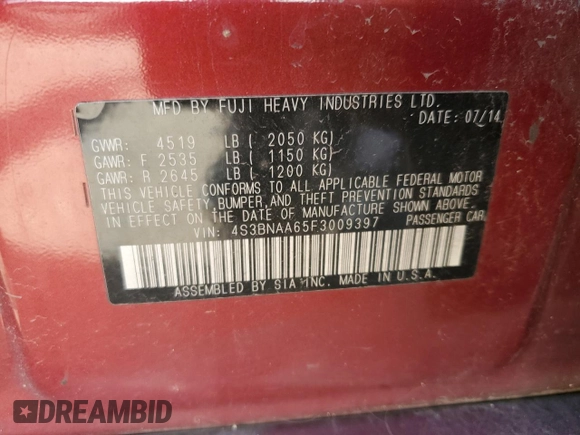 MFD BY FUJI HEAVY INDUSTRIES LTD.
DATE: 07/14
GVWR: 4519 LB ( 2050 KG)
GAWR: F 2535 LB ( 1150 KG)
GAWR: R 2645 LB ( 1200 KG)
THIS VEHICLE CONFORMS TO ALL APPLICABLE FEDERAL MOTOR
VEHICLE SAFETY,BUMPER,AND THEFT PREVENTION STANDARDS
IN EFFECT ON THE DATE OF MANUFACTURE SHOWN ABOVE.
VIN: 4S3BNAA65F3009397 PASSENGER CAR
ASSEMBLED BY SIA INC. MADE IN U.S.A.
DREAMBID